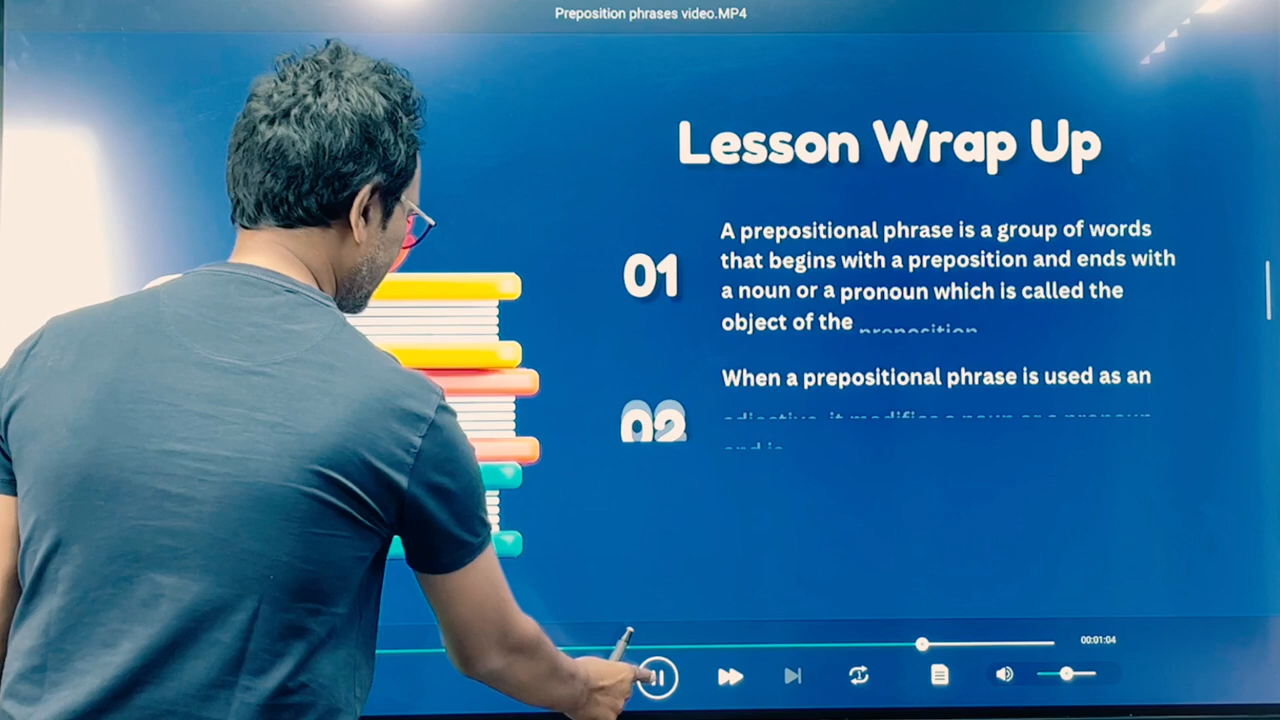 Preposition phrases video.MP4
Lesson Wrap Up
01
A prepositional phrase is a group of words
that begins with a preposition and ends with
a noun or a pronoun which is called the
object of the
02
When a prepositional phrase is used as an
00:01:04